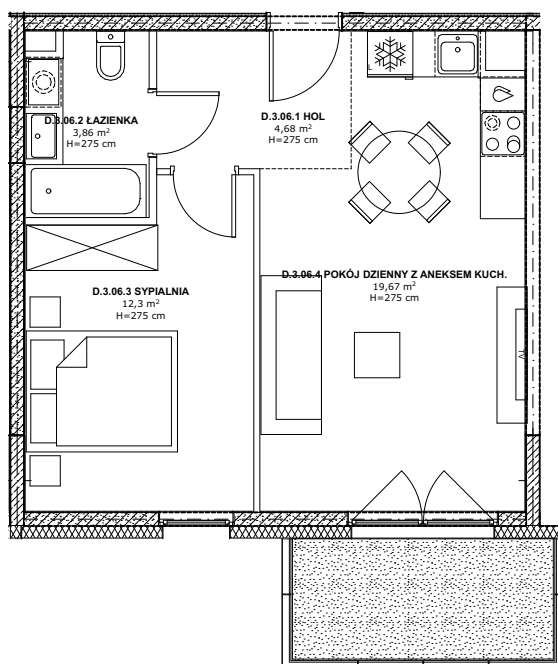 D.3.06.2 ŁAZIENKA
3,86 m²
H=275 cm
D.3.06.1 HOL
4,68 m²
H=275 cm
D.3.06.3 SYPIALNIA
12,3 m²
H=275 cm
D.3.06.4 POKÓJ DZIENNY Z ANEKSEM KUCH.
19,67 m²
H=275 cm
TV